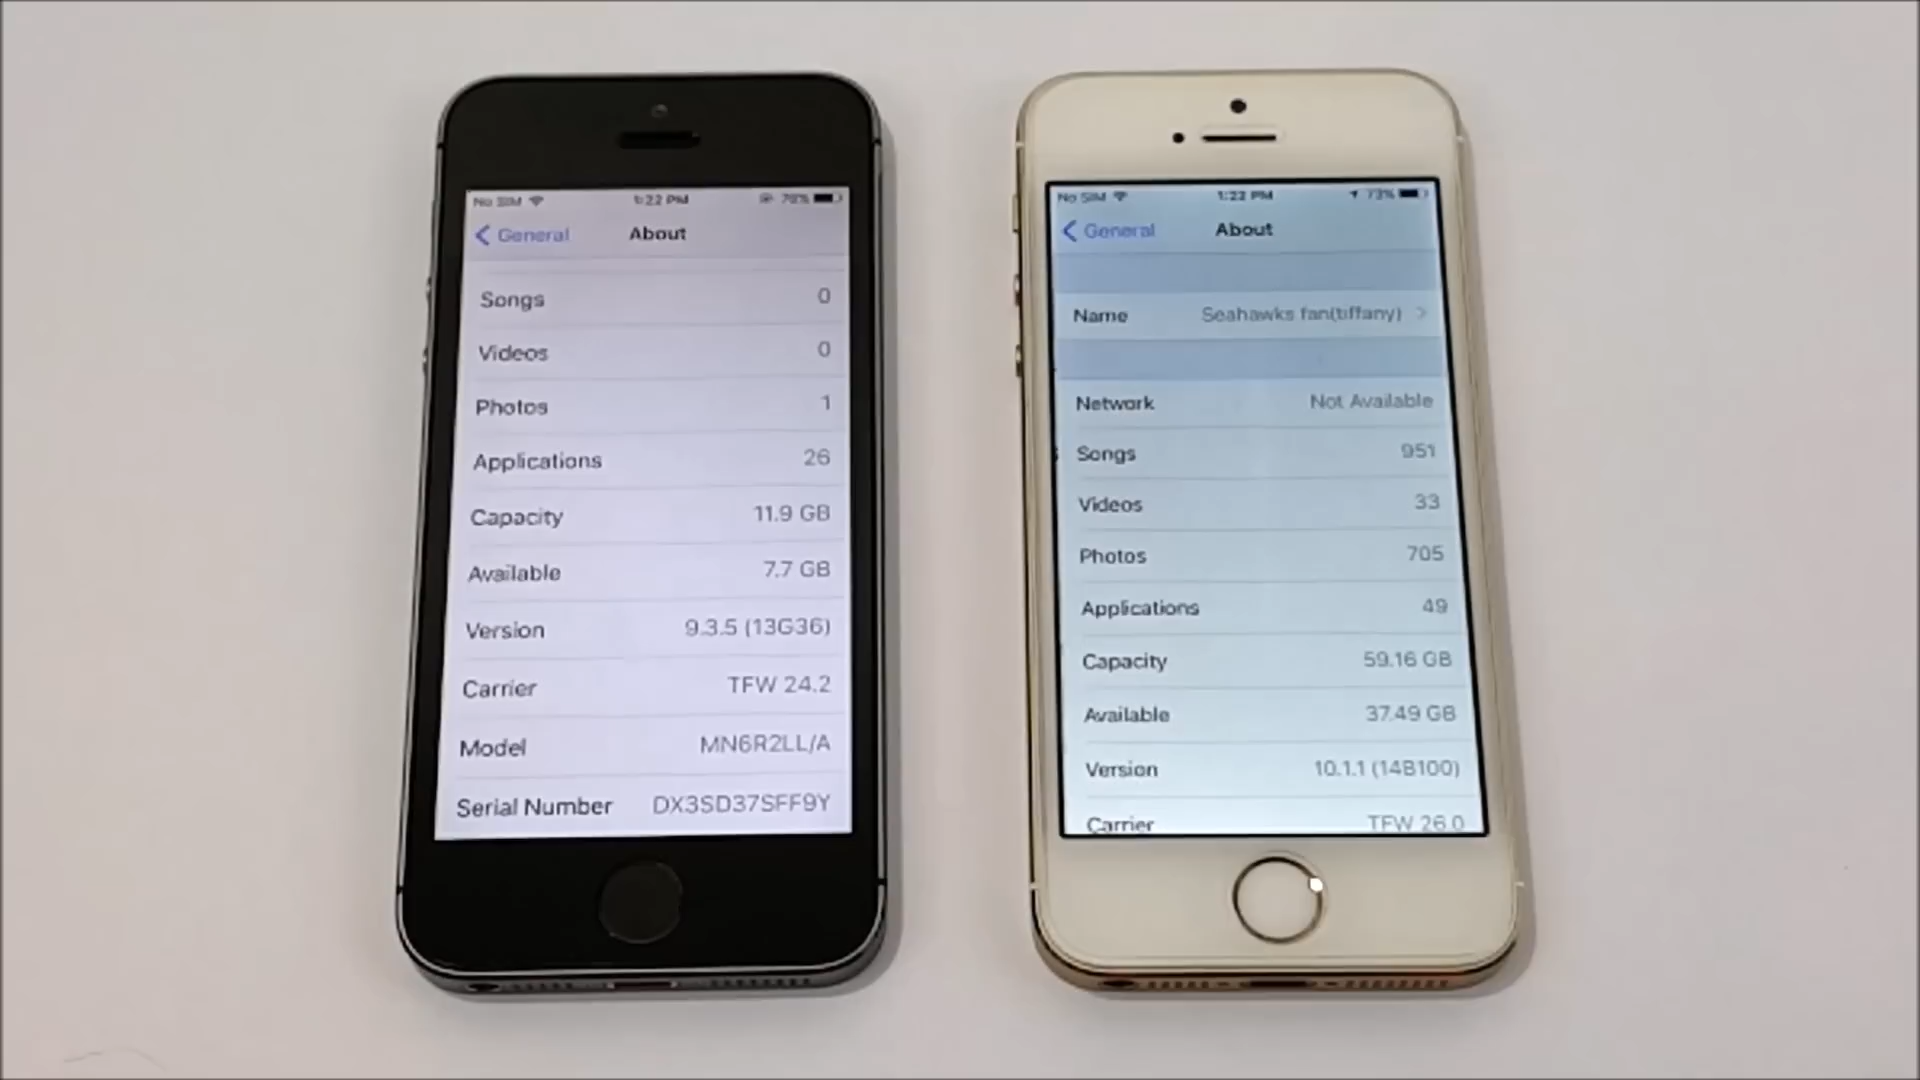 No SIM 1:22 PM 76%
General About
Songs 0
Videos 0
Photos 1
Applications 26
Capacity 11.9 GB
Available 7.7 GB
Version 9.3.5 (13G36)
Carrier TFW 24.2
Model MN6R2LL/A
Serial Number DX3SD37SFF9Y
No SIM 1:22 PM 73%
General About
Name Seahawks fan(tiffany)
Network Not Available
Songs 951
Videos 33
Photos 705
Applications 49
Capacity 59.16 GB
Available 37.49 GB
Version 10.1.1 (14B100)
Carrier TFW 26.0